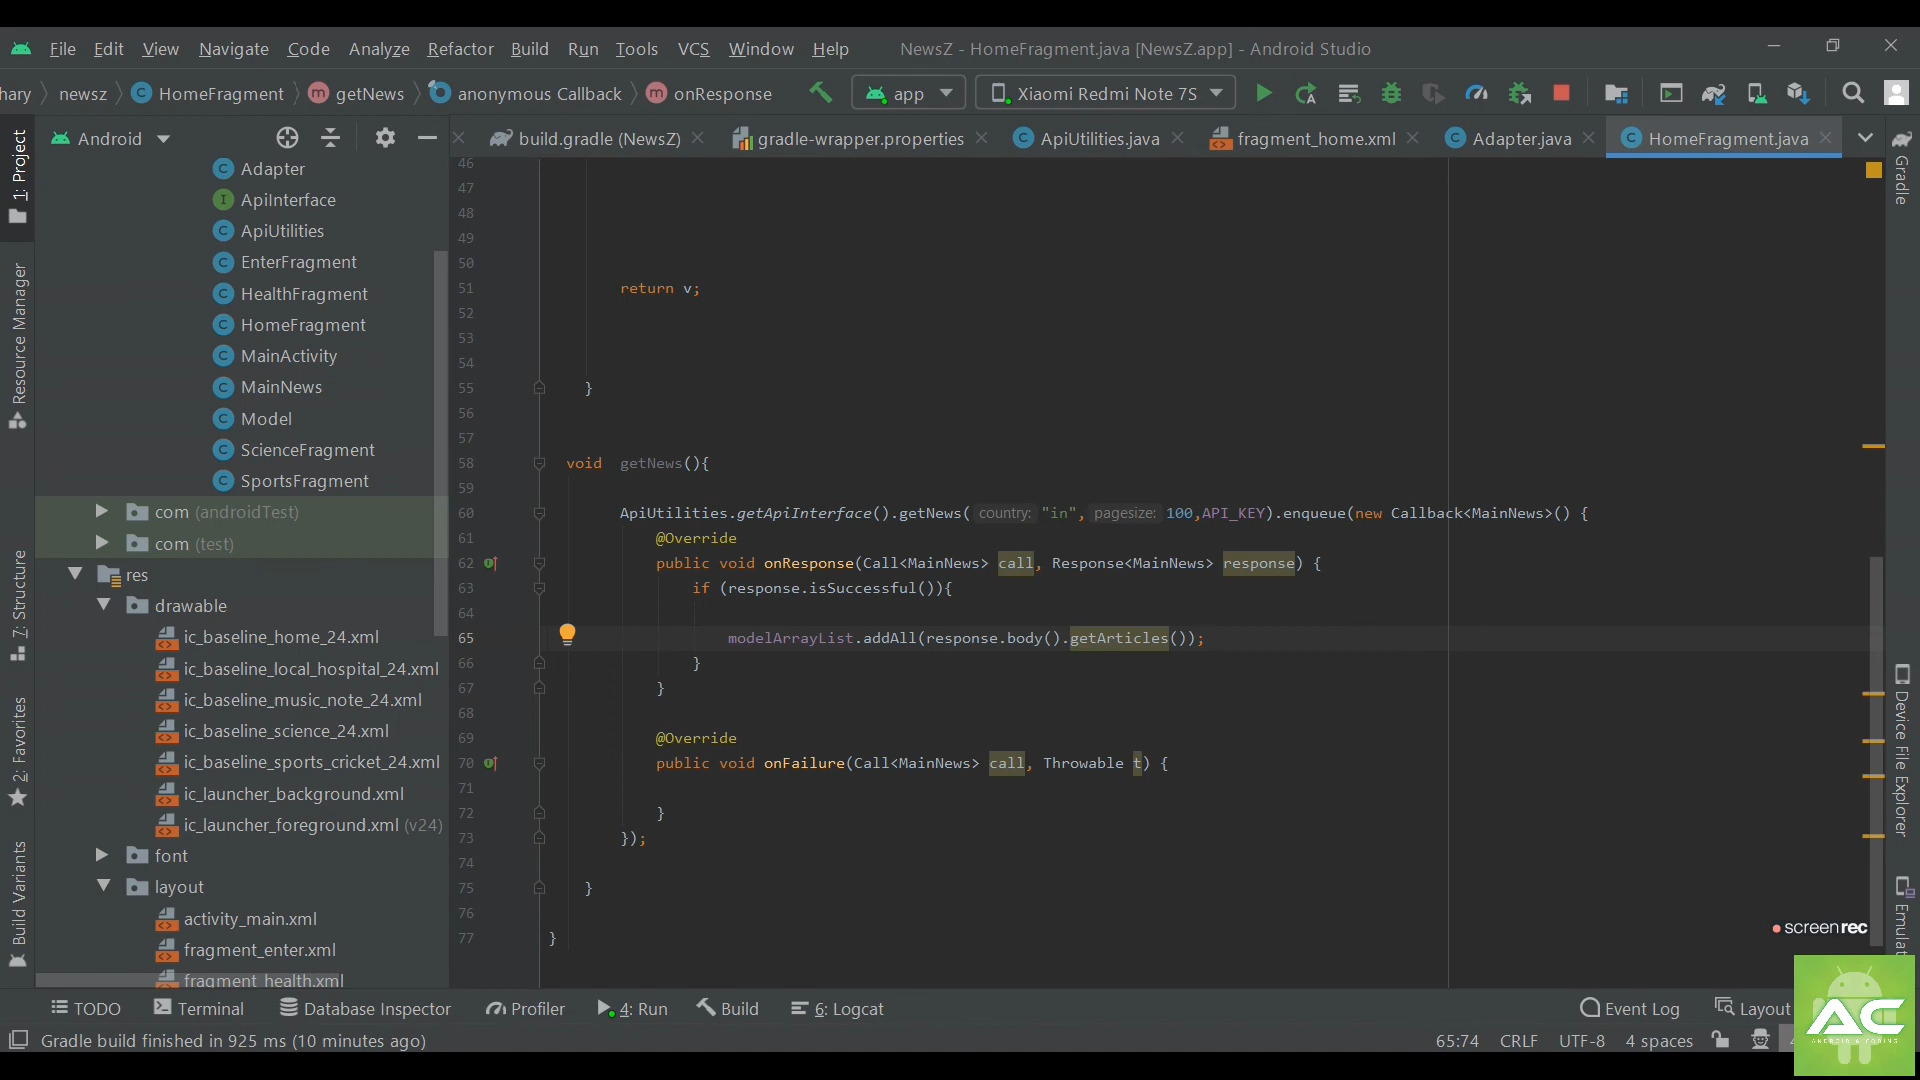 File Edit View Navigate Code Analyze Refactor Build Run Tools VCS Window Help NewsZ - HomeFragment.java [NewsZ.app] - Android Studio
hary newsz HomeFragment getNews anonymous Callback onResponse app Xiaomi Redmi Note 7S
Android build.gradle (NewsZ) gradle-wrapper.properties ApiUtilities.java fragment_home.xml Adapter.java HomeFragment.java
1: Project
Resource Manager
7: Structure
2: Favorites
Build Variants
Adapter
ApiInterface
ApiUtilities
EnterFragment
HealthFragment
HomeFragment
MainActivity
MainNews
Model
ScienceFragment
SportsFragment
com (androidTest)
com (test)
res
drawable
ic_baseline_home_24.xml
ic_baseline_local_hospital_24.xml
ic_baseline_music_note_24.xml
ic_baseline_science_24.xml
ic_baseline_sports_cricket_24.xml
ic_launcher_background.xml
ic_launcher_foreground.xml (v24)
font
layout
activity_main.xml
fragment_enter.xml
fragment_health.xml
46
47
48
49
50
51 return v;
52
53
54
55 }
56
57
58 void getNews(){
59
60 ApiUtilities.getApiInterface().getNews( country: "in", pagesize: 100,API_KEY).enqueue(new Callback<MainNews>() {
61 @Override
62 public void onResponse(Call<MainNews> call, Response<MainNews> response) {
63 if (response.isSuccessful()){
64
65 modelArrayList.addAll(response.body().getArticles());
66 }
67 }
68
69 @Override
70 public void onFailure(Call<MainNews> call, Throwable t) {
71
72 }
73 });
74
75 }
76
77 }
Gradle
Device File Explorer
Emulat
screenrec
AC
ANDROID & CODING
TODO Terminal Database Inspector Profiler 4: Run Build 6: Logcat Event Log Layout
Gradle build finished in 925 ms (10 minutes ago) 65:74 CRLF UTF-8 4 spaces